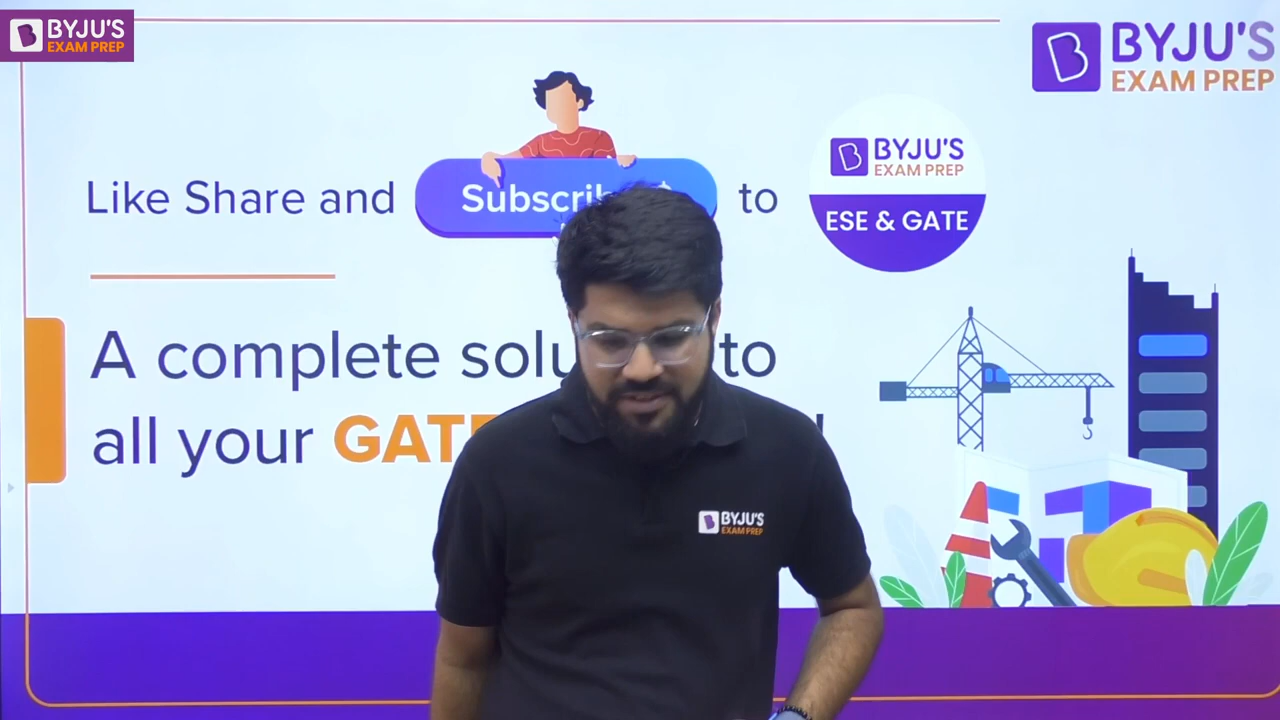 BYJU'S
EXAM PREP
BYJU'S
EXAM PREP
Like Share and
to
BYJU'S
EXAM PREP
ESE & GATE
A complete to
all your
BYJU'S
EXAM PREP